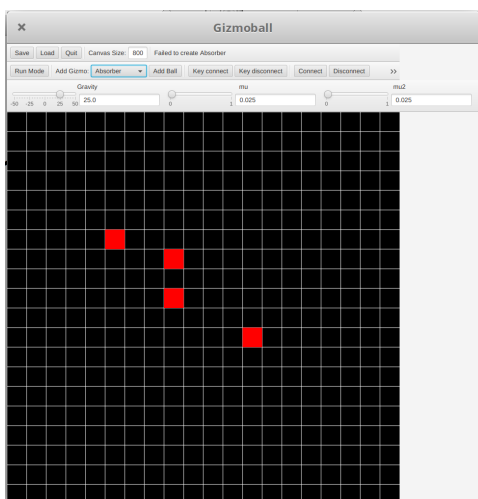 × Gizmoball
Save Load Quit Canvas Size: 800 Failed to create Absorber
Run Mode Add Gizmo: Absorber Add Ball Key connect Key disconnect Connect Disconnect >>
Gravity mu mu2
25.0 0.025 0.025
-50 -25 0 25 50 0 1 0 1